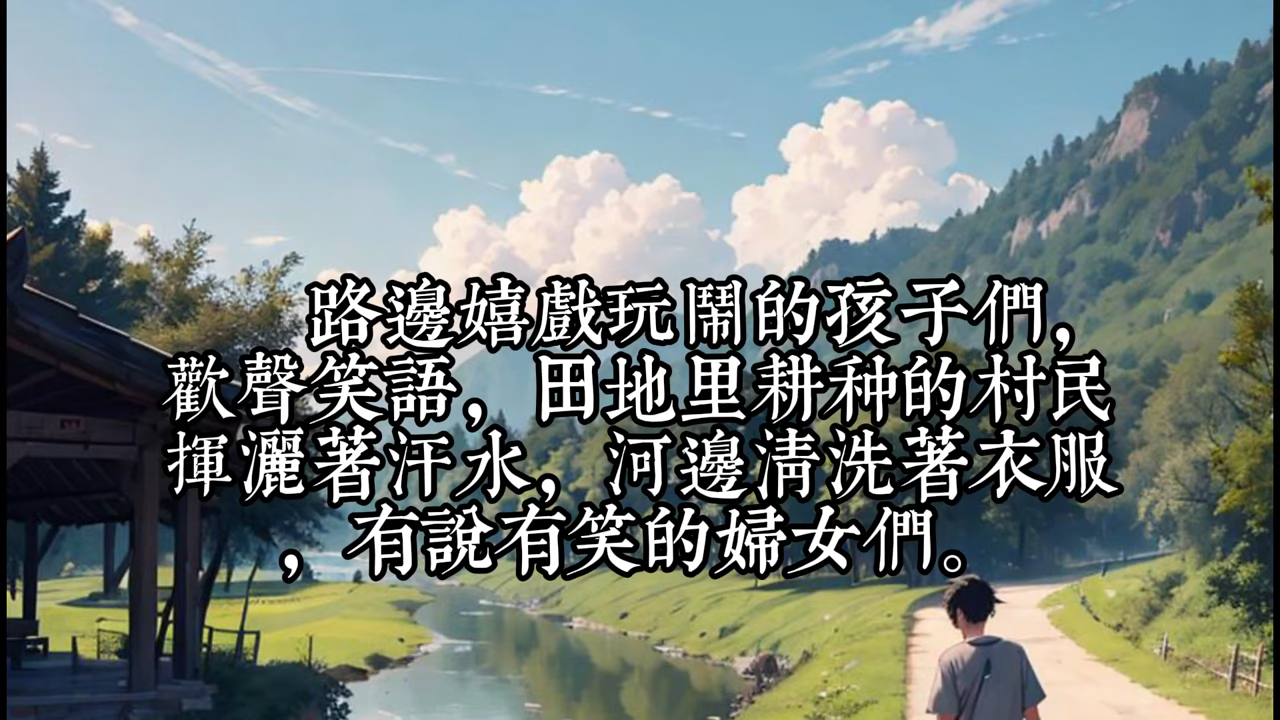 路邊嬉戲玩鬧的孩子們，
歡聲笑語，田地里耕种的村民
揮灑著汗水，河邊清洗著衣服
，有說有笑的婦女們。